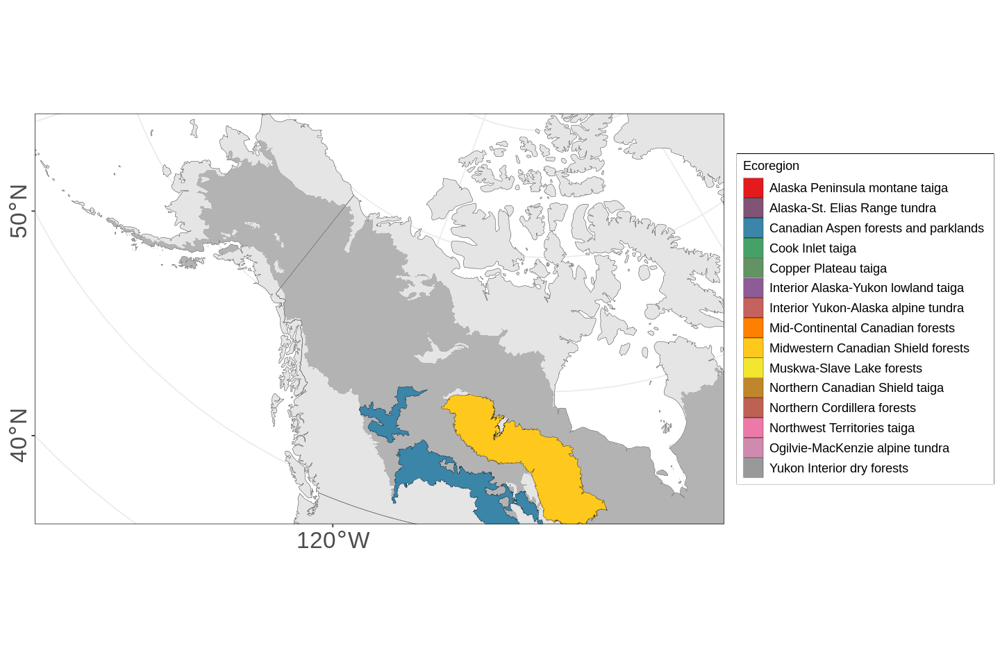 50°N
40°N
120°W
Ecoregion
Alaska Peninsula montane taiga
Alaska-St. Elias Range tundra
Canadian Aspen forests and parklands
Cook Inlet taiga
Copper Plateau taiga
Interior Alaska-Yukon lowland taiga
Interior Yukon-Alaska alpine tundra
Mid-Continental Canadian forests
Midwestern Canadian Shield forests
Muskwa-Slave Lake forests
Northern Canadian Shield taiga
Northern Cordillera forests
Northwest Territories taiga
Ogilvie-MacKenzie alpine tundra
Yukon Interior dry forests